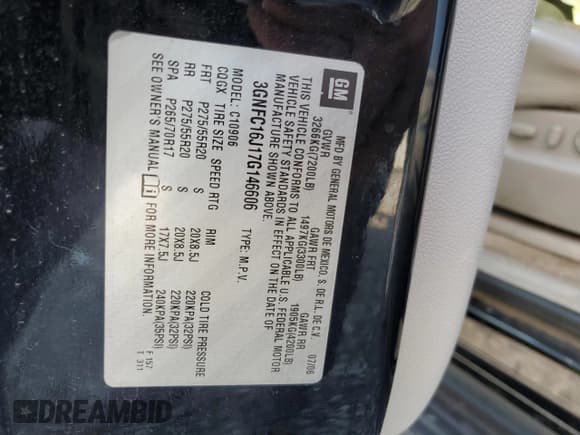 GM
MFD BY GENERAL MOTORS DE MEXICO, S. DE R.L. DE C.V.
07/06
GVWR GAWR FRT GAWR RR
3266KG(7200LB) 1497KG(3300LB) 1905KG(4200LB)
THIS VEHICLE CONFORMS TO ALL APPLICABLE U.S. FEDERAL MOTOR
VEHICLE SAFETY STANDARDS IN EFFECT ON THE DATE OF
MANUFACTURE SHOWN ABOVE.
3GNFC16J17G146606 TYPE: M.P.V.
MODEL: C10906
CQGX TIRE SIZE SPEED RTG RIM COLD TIRE PRESSURE
FRT P275/55R20 S 20X8.5J 220KPA(32PSI)
RR P275/55R20 S 20X8.5J 220KPA(32PSI)
SPA P265/70R17 S 17X7.5J 240KPA(35PSI)
SEE OWNER'S MANUAL i FOR MORE INFORMATION.
F 157
T 311
DREAMBID